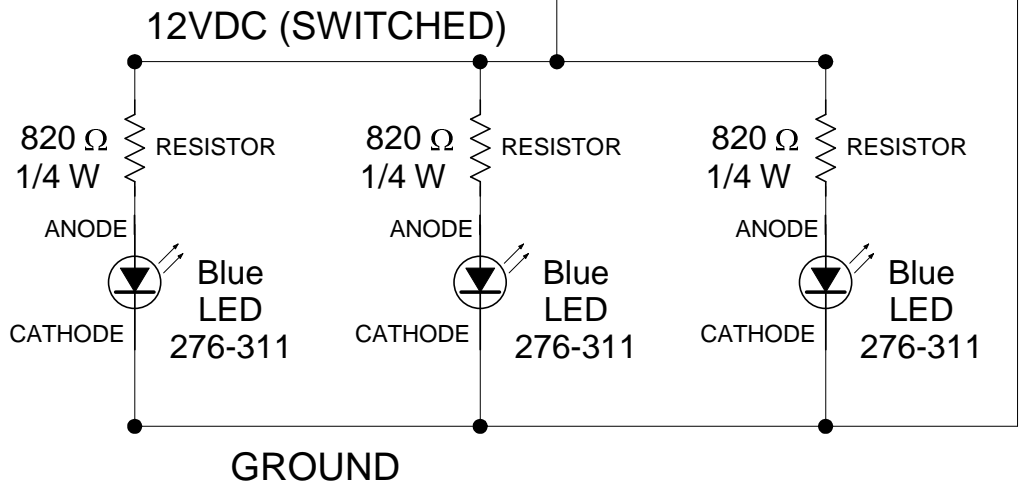 12VDC (SWITCHED)
820 Ω
1/4 W
RESISTOR
820 Ω
1/4 W
RESISTOR
820 Ω
1/4 W
RESISTOR
ANODE
ANODE
ANODE
Blue
LED
276-311
Blue
LED
276-311
Blue
LED
276-311
CATHODE
CATHODE
CATHODE
GROUND